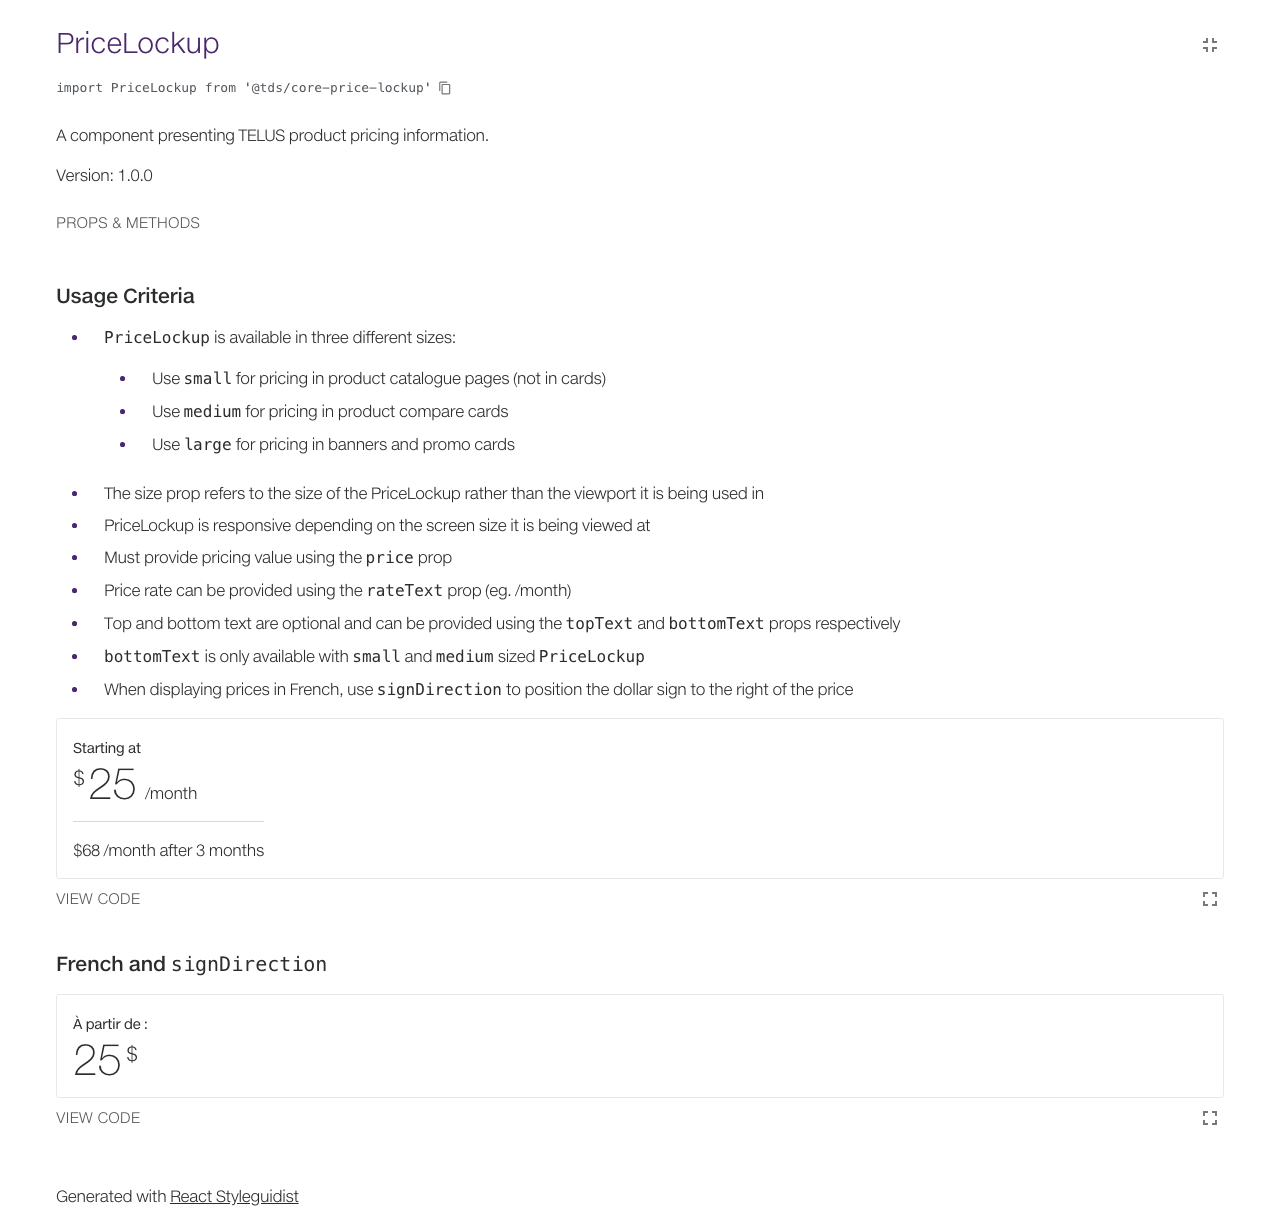 PriceLockup
import PriceLockup from '@tds/core-price-lockup'
A component presenting TELUS product pricing information.
Version: 1.0.0
PROPS & METHODS
Usage Criteria
PriceLockup is available in three different sizes:
Use small for pricing in product catalogue pages (not in cards)
Use medium for pricing in product compare cards
Use large for pricing in banners and promo cards
The size prop refers to the size of the PriceLockup rather than the viewport it is being used in
PriceLockup is responsive depending on the screen size it is being viewed at
Must provide pricing value using the price prop
Price rate can be provided using the rateText prop (eg. /month)
Top and bottom text are optional and can be provided using the topText and bottomText props respectively
bottomText is only available with small and medium sized PriceLockup
When displaying prices in French, use signDirection to position the dollar sign to the right of the price
Starting at
$25 /month
$68 /month after 3 months
VIEW CODE
French and signDirection
À partir de :
25$
VIEW CODE
Generated with React Styleguidist